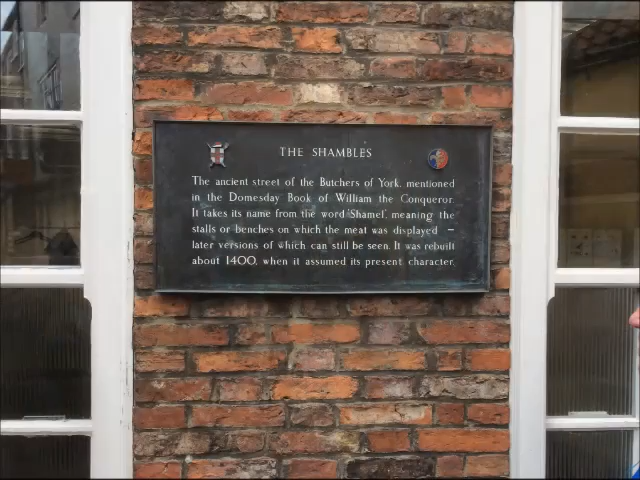 THE SHAMBLES
The ancient street of the Butchers of York, mentioned
in the Domesday Book of William the Conqueror.
It takes its name from the word 'Shamel', meaning the
stalls or benches on which the meat was displayed –
later versions of which can still be seen. It was rebuilt
about 1400, when it assumed its present character.